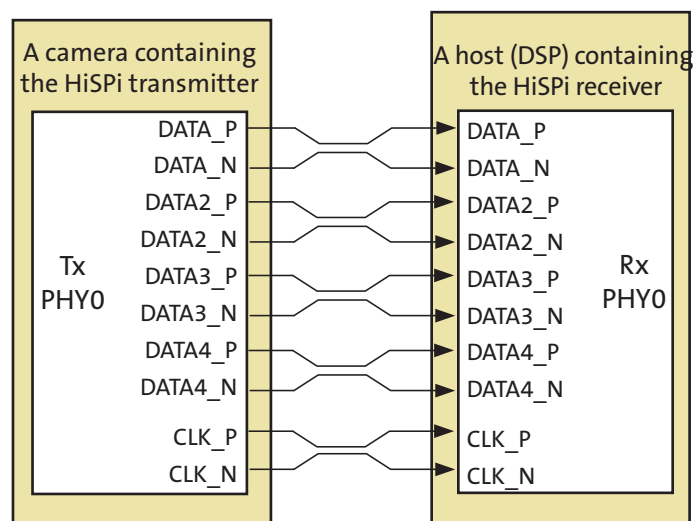 A camera containing
the HiSPi transmitter
DATA_P
DATA_N
DATA2_P
DATA2_N
DATA3_P
DATA3_N
DATA4_P
DATA4_N
CLK_P
CLK_N
Tx
PHY0
A host (DSP) containing
the HiSPi receiver
DATA_P
DATA_N
DATA2_P
DATA2_N
DATA3_P
DATA3_N
DATA4_P
DATA4_N
CLK_P
CLK_N
Rx
PHY0